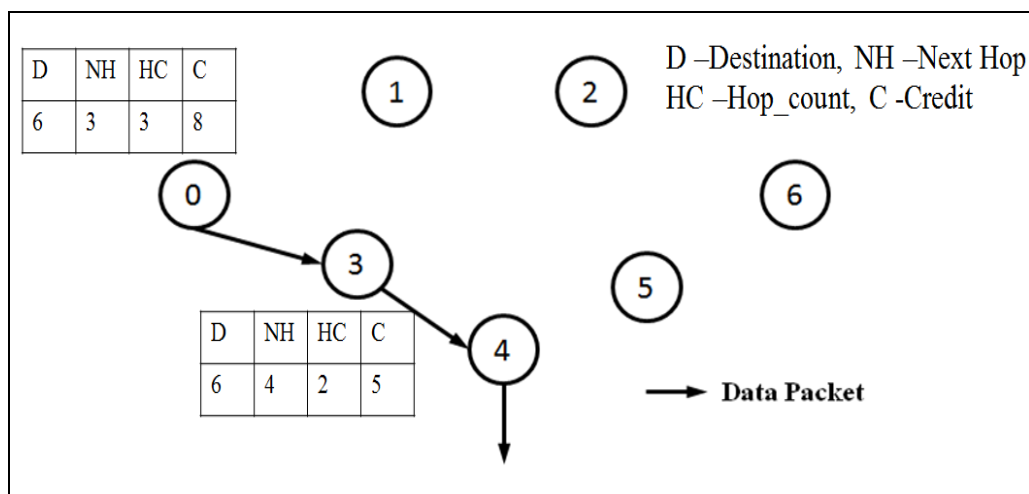 D NH HC C
6 3 3 8
D –Destination, NH –Next Hop
HC –Hop_count, C -Credit
1
2
0
6
3
5
D NH HC C
6 4 2 5
4
Data Packet